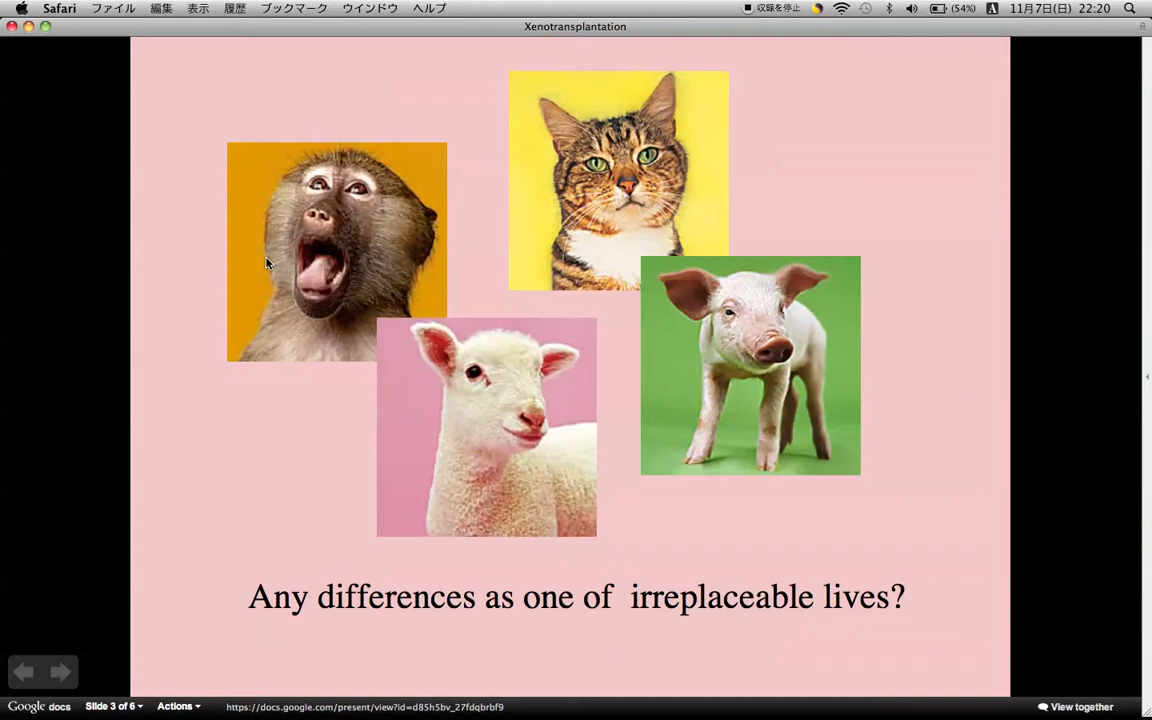 Safari ファイル 編集 表示 履歴 ブックマーク ウインドウ ヘルプ 収録を停止 (54%) A 11月7日(日) 22:20
Xenotransplantation
Any differences as one of irreplaceable lives?
Google docs Slide 3 of 6 Actions https://docs.google.com/present/view?id=d85h5bv_27fdqbrbf9 View together